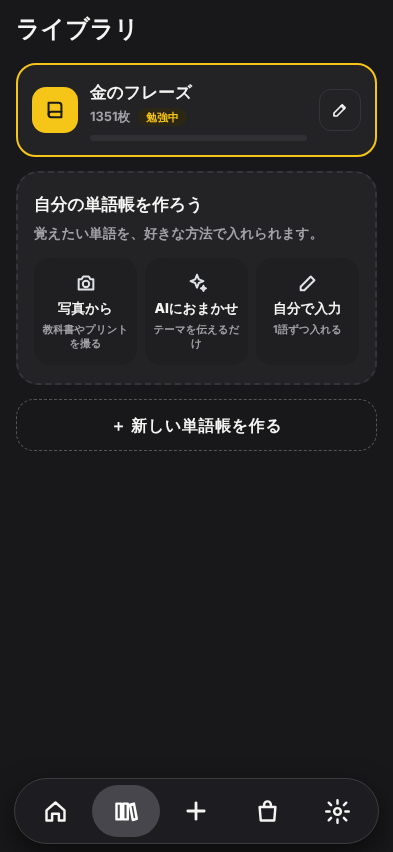 ライブラリ
金のフレーズ
1351枚 勉強中
自分の単語帳を作ろう
覚えたい単語を、好きな方法で入れられます。
写真から
教科書やプリント
を撮る
AIにおまかせ
テーマを伝えるだ
け
自分で入力
1語ずつ入れる
+ 新しい単語帳を作る